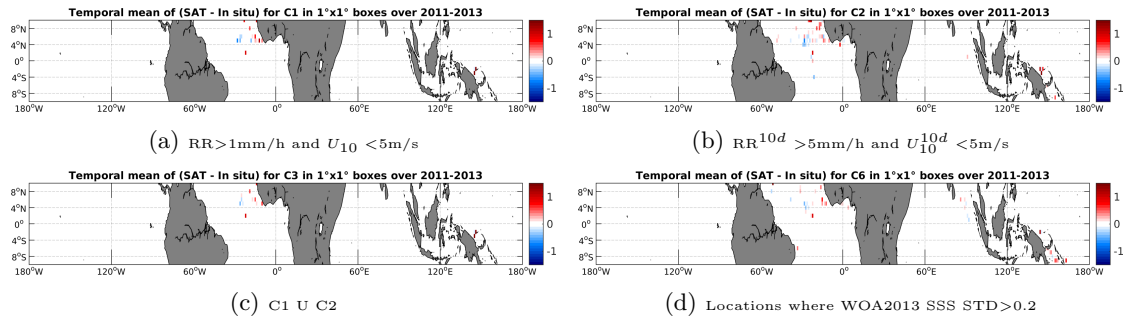 Temporal mean of (SAT - In situ) for C1 in 1°x1° boxes over 2011-2013
8°N
4°N
0°
4°S
8°S
180°W 120°W 60°W 0° 60°E 120°E 180°W
1
0
-1
(a) RR>1mm/h and U10 <5m/s
Temporal mean of (SAT - In situ) for C2 in 1°x1° boxes over 2011-2013
8°N
4°N
0°
4°S
8°S
180°W 120°W 60°W 0° 60°E 120°E 180°W
1
0
-1
(b) RR^10d >5mm/h and U10^10d <5m/s
Temporal mean of (SAT - In situ) for C3 in 1°x1° boxes over 2011-2013
8°N
4°N
0°
4°S
8°S
180°W 120°W 60°W 0° 60°E 120°E 180°W
1
0
-1
(c) C1 U C2
Temporal mean of (SAT - In situ) for C6 in 1°x1° boxes over 2011-2013
8°N
4°N
0°
4°S
8°S
180°W 120°W 60°W 0° 60°E 120°E 180°W
1
0
-1
(d) Locations where WOA2013 SSS STD>0.2